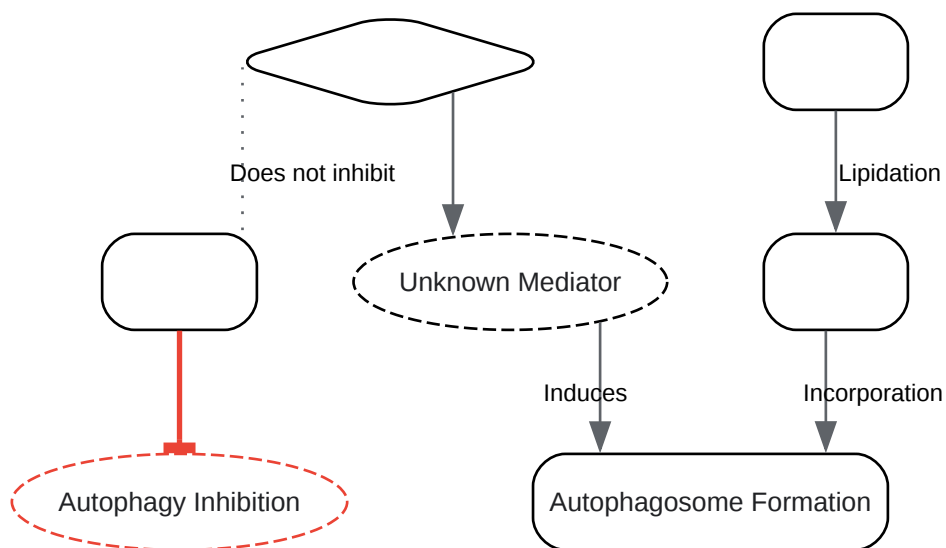 Does not inhibit
Lipidation
Unknown Mediator
Induces
Incorporation
Autophagy Inhibition
Autophagosome Formation